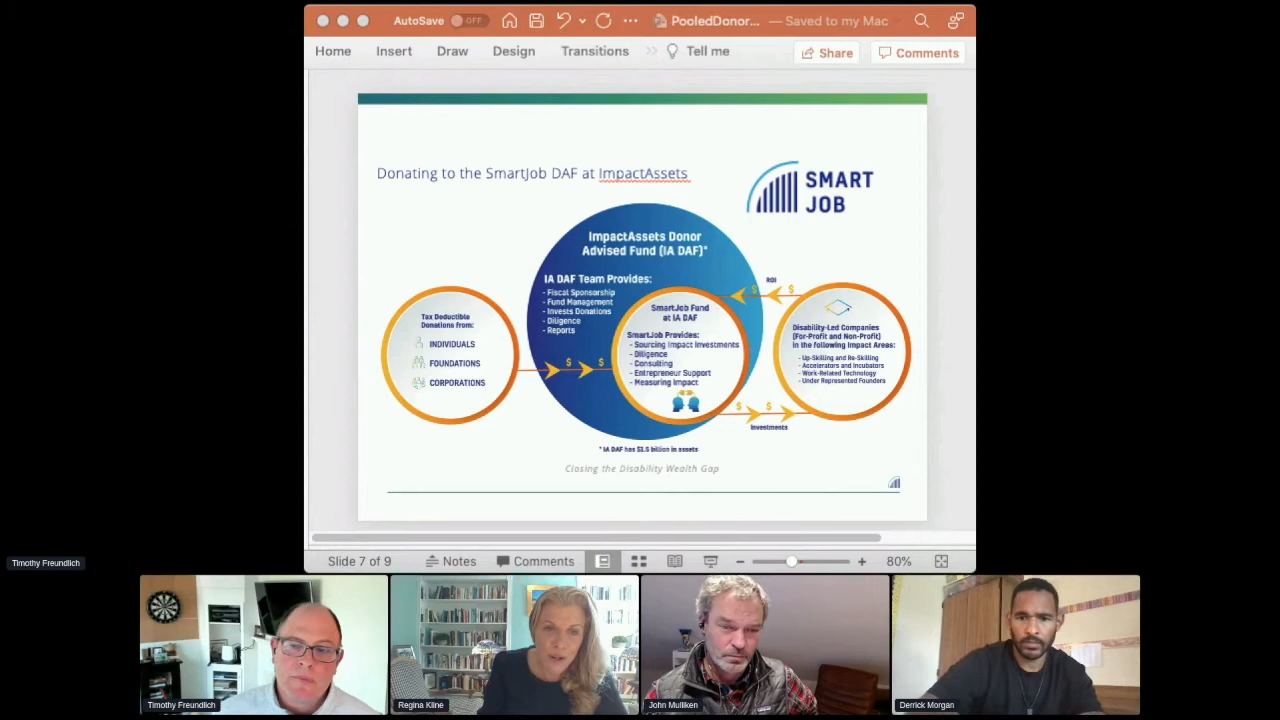 AutoSave
OFF
PooledDonor... — Saved to my Mac
Home
Insert
Draw
Design
Transitions
Tell me
Share
Comments
Donating to the SmartJob DAF at ImpactAssets
SMART
JOB
ImpactAssets Donor
Advised Fund (IA DAF)*
IA DAF Team Provides:
- Fiscal Sponsorship
- Fund Management
- Invests Donations
- Diligence
- Reports
Tax Deductible
Donations from:
INDIVIDUALS
FOUNDATIONS
CORPORATIONS
$ $
SmartJob Fund
at IA DAF
SmartJob Provides:
- Sourcing Impact Investments
- Diligence
- Consulting
- Entrepreneur Support
- Measuring Impact
ROI
$ $
$ $
Investments
Disability-Led Companies
(For-Profit and Non-Profit)
in the following Impact Areas:
- Up-Skilling and Re-Skilling
- Accelerators and Incubators
- Work-Related Technology
- Under Represented Founders
* IA DAF has $1.5 billion in assets
Closing the Disability Wealth Gap
Slide 7 of 9
Notes
Comments
80%
Timothy Freundlich
Timothy Freundlich
Regina Kline
John Mulliken
Derrick Morgan